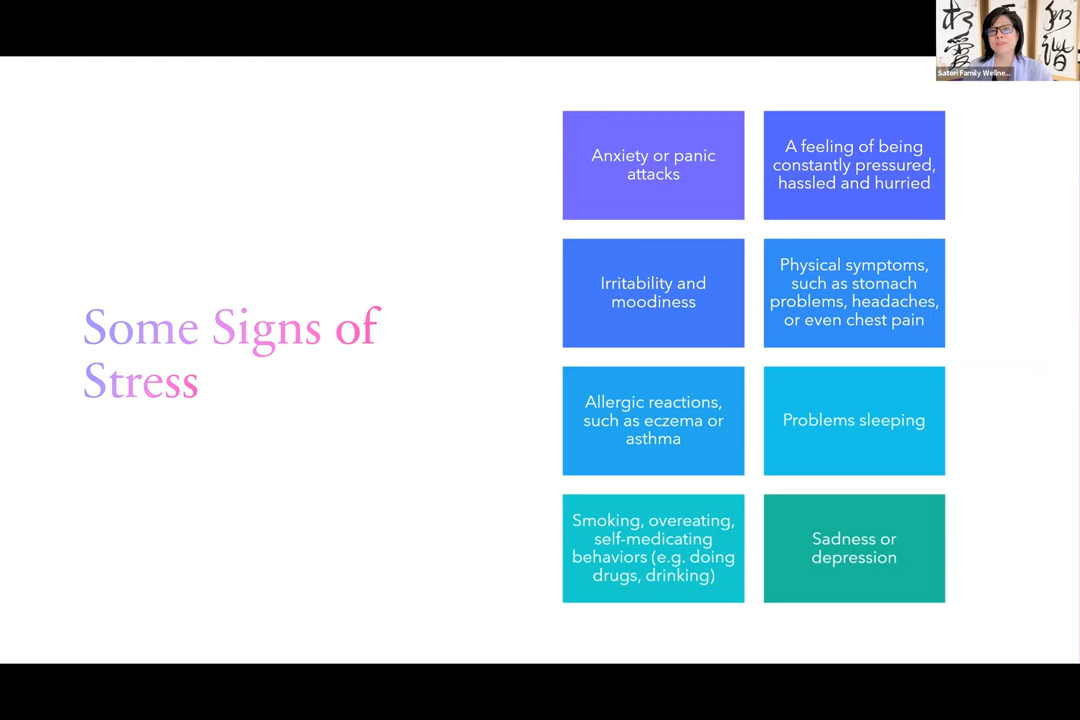 Satori Family Wellne...
Some Signs of
Stress
Anxiety or panic
attacks
A feeling of being
constantly pressured,
hassled and hurried
Irritability and
moodiness
Physical symptoms,
such as stomach
problems, headaches,
or even chest pain
Allergic reactions,
such as eczema or
asthma
Problems sleeping
Smoking, overeating,
self-medicating
behaviors (e.g. doing
drugs, drinking)
Sadness or
depression